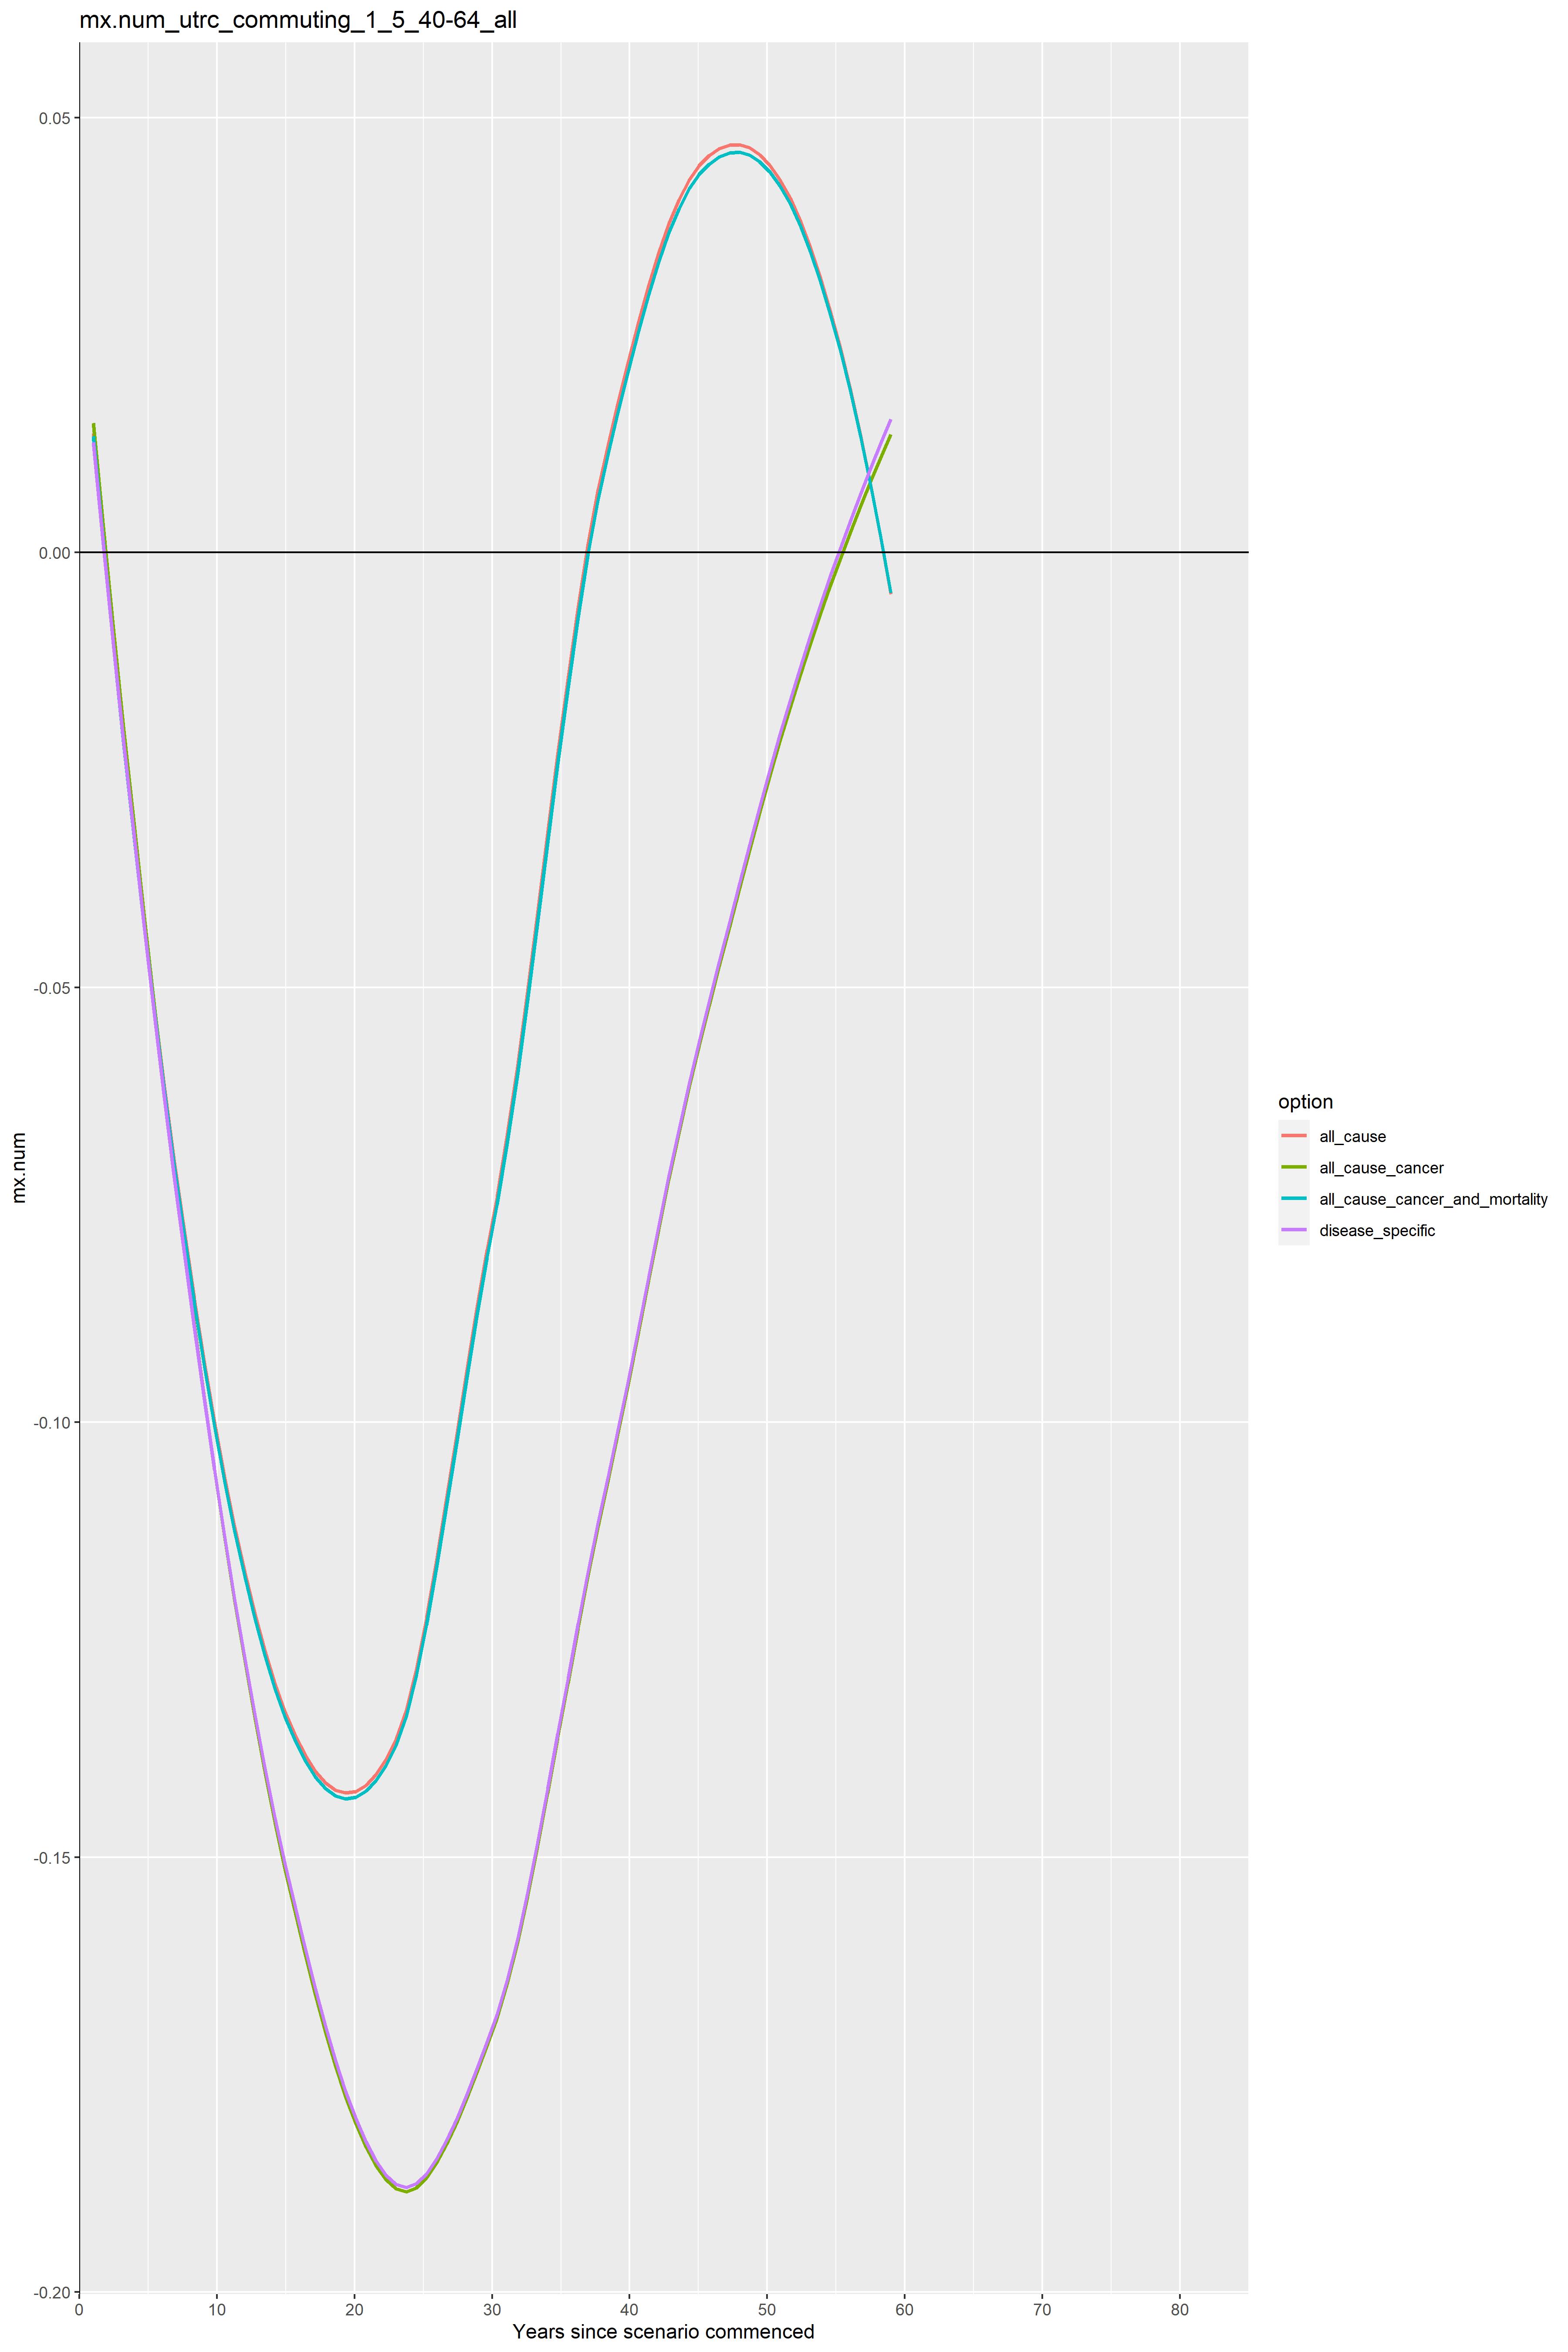 mx.num_utrc_commuting_1_5_40-64_all
0.05
0.00
-0.05
-0.10
-0.15
-0.20
mx.num
0 10 20 30 40 50 60 70 80
Years since scenario commenced
option
all_cause
all_cause_cancer
all_cause_cancer_and_mortality
disease_specific